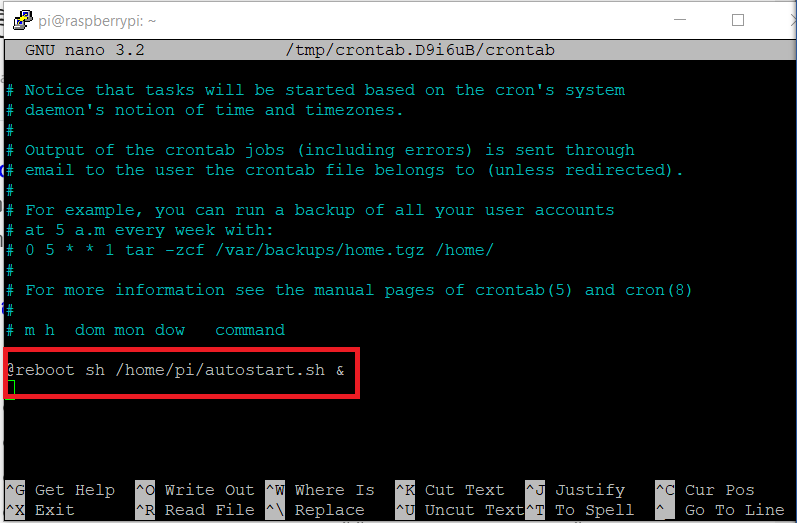 pi@raspberrypi: ~
GNU nano 3.2 /tmp/crontab.D9i6uB/crontab
# Notice that tasks will be started based on the cron's system
# daemon's notion of time and timezones.
#
# Output of the crontab jobs (including errors) is sent through
# email to the user the crontab file belongs to (unless redirected).
#
# For example, you can run a backup of all your user accounts
# at 5 a.m every week with:
# 0 5 * * 1 tar -zcf /var/backups/home.tgz /home/
#
# For more information see the manual pages of crontab(5) and cron(8)
#
# m h  dom mon dow   command
@reboot sh /home/pi/autostart.sh &
^G Get Help ^O Write Out ^W Where Is ^K Cut Text ^J Justify ^C Cur Pos
^X Exit ^R Read File ^\ Replace ^U Uncut Text ^T To Spell ^_ Go To Line